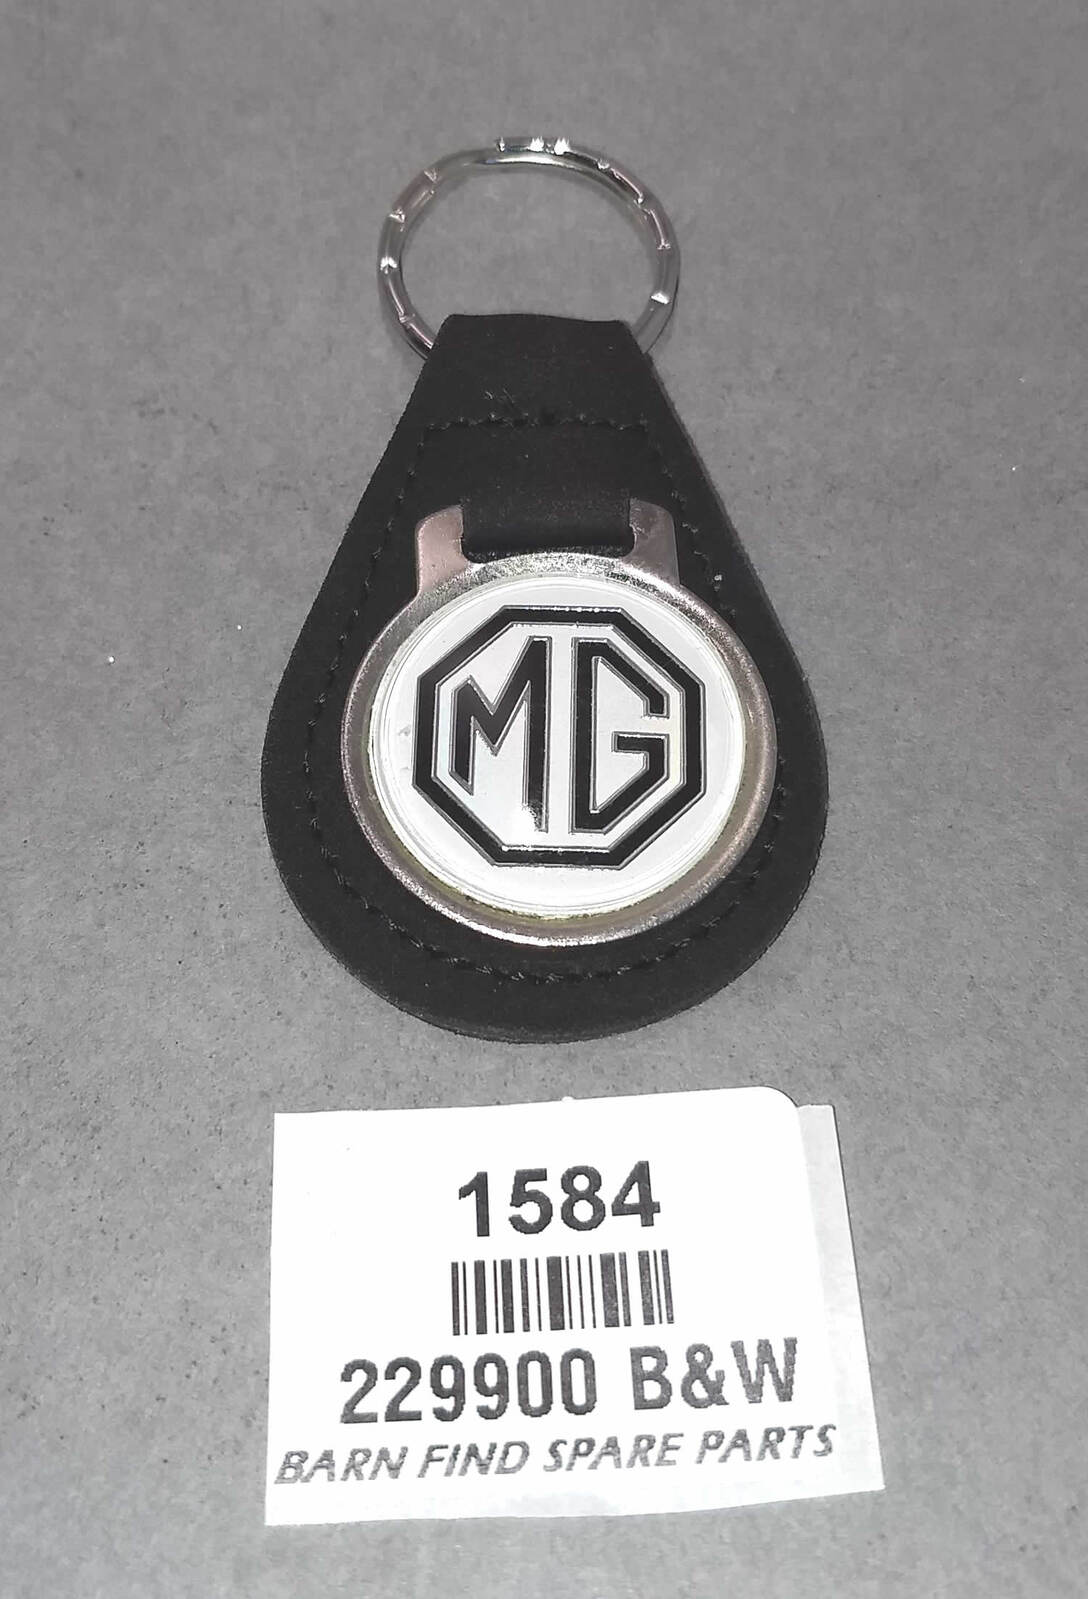 MG
1584
229900 B&W
BARN FIND SPARE PARTS